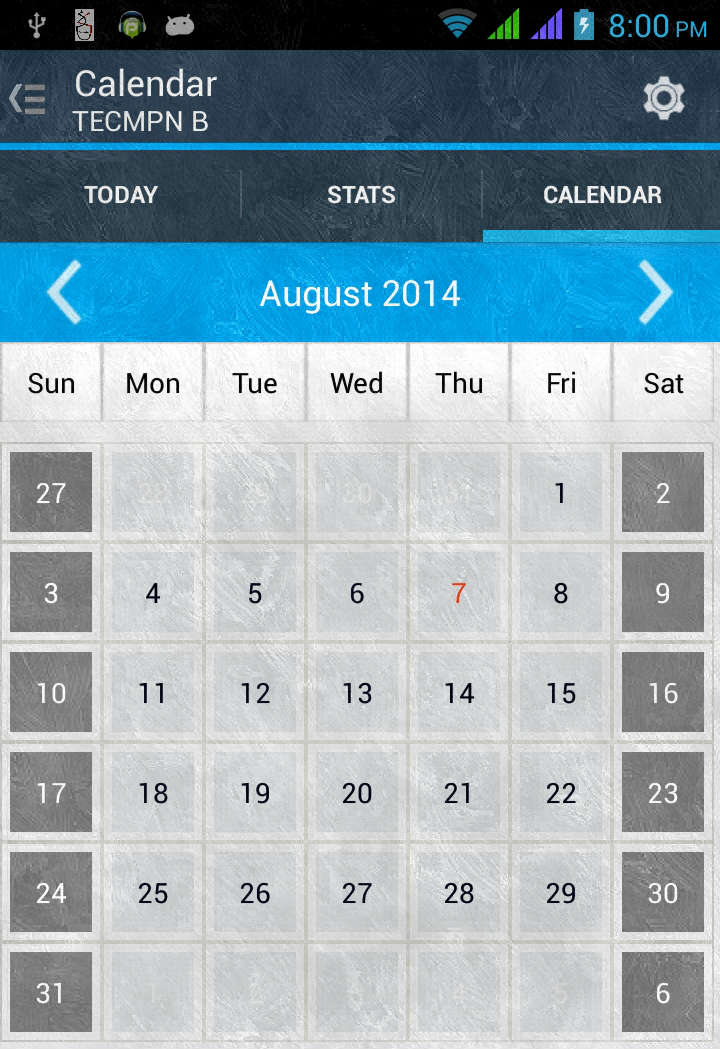 8:00 PM
Calendar
TECMPN B
TODAY STATS CALENDAR
August 2014
Sun Mon Tue Wed Thu Fri Sat
27 28 29 30 31 1 2
3 4 5 6 7 8 9
10 11 12 13 14 15 16
17 18 19 20 21 22 23
24 25 26 27 28 29 30
31 1 2 3 4 5 6